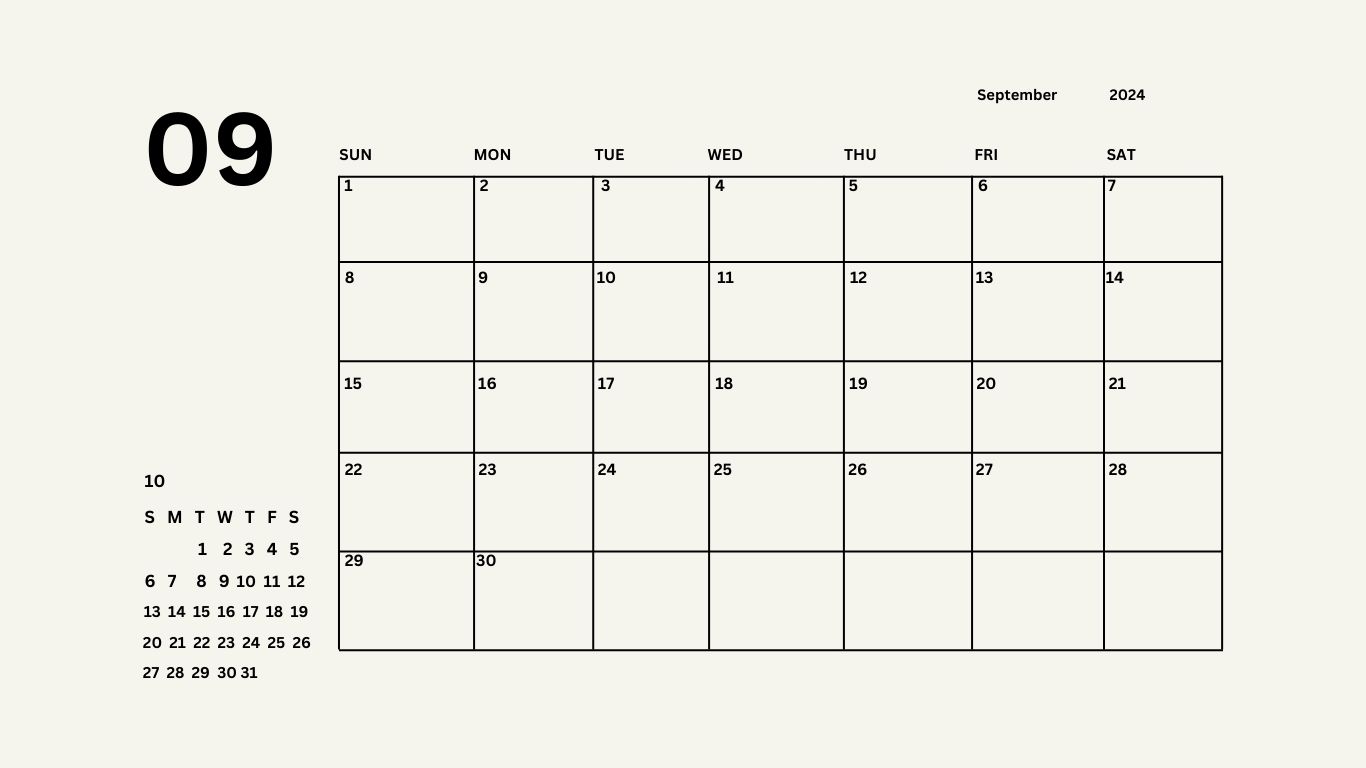 September 2024
09
SUN MON TUE WED THU FRI SAT
1 2 3 4 5 6 7
8 9 10 11 12 13 14
15 16 17 18 19 20 21
22 23 24 25 26 27 28
29 30
10
S M T W T F S
1 2 3 4 5
6 7 8 9 10 11 12
13 14 15 16 17 18 19
20 21 22 23 24 25 26
27 28 29 30 31